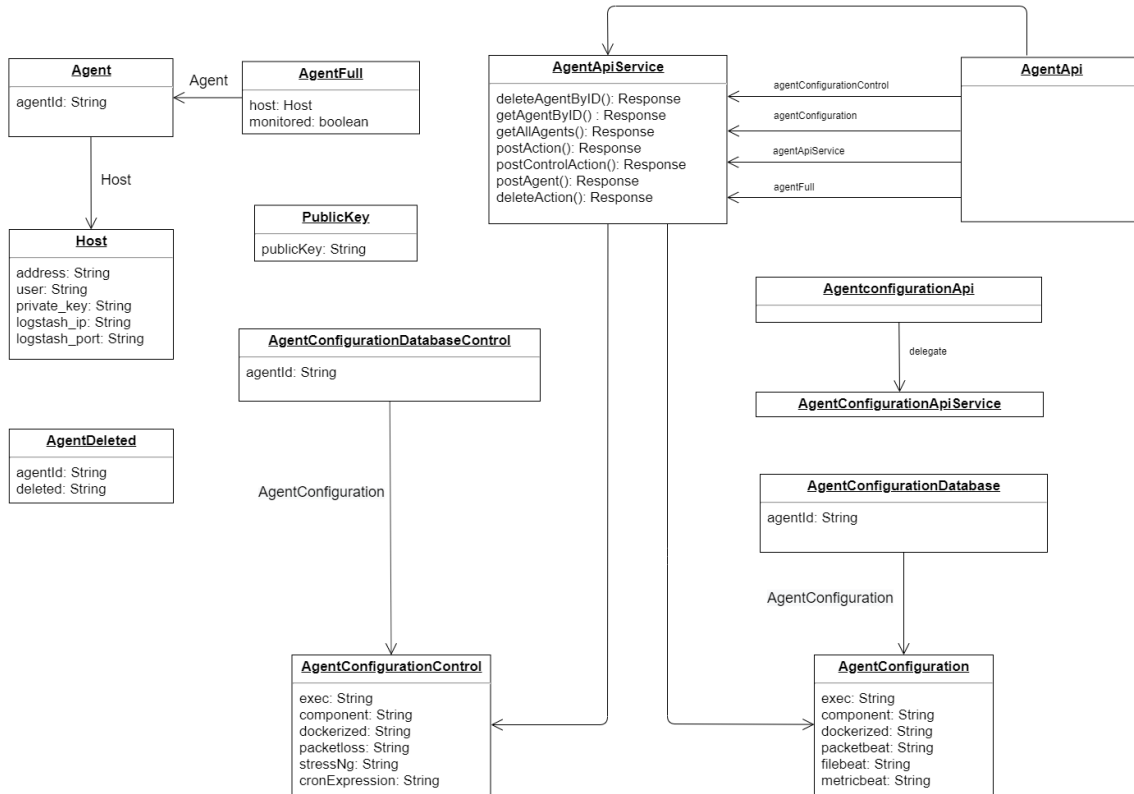 Agent
agentId: String
Agent
AgentFull
host: Host
monitored: boolean
AgentApiService
deleteAgentByID(): Response
getAgentByID() : Response
getAllAgents(): Response
postAction(): Response
postControlAction(): Response
postAgent(): Response
deleteAction(): Response
agentConfigurationControl
agentConfiguration
agentApiService
agentFull
AgentApi
Host
Host
address: String
user: String
private_key: String
logstash_ip: String
logstash_port: String
PublicKey
publicKey: String
AgentconfigurationApi
delegate
AgentConfigurationApiService
AgentConfigurationDatabaseControl
agentId: String
AgentDeleted
agentId: String
deleted: String
AgentConfiguration
AgentConfigurationDatabase
agentId: String
AgentConfiguration
AgentConfigurationControl
exec: String
component: String
dockerized: String
packetloss: String
stressNg: String
cronExpression: String
AgentConfiguration
exec: String
component: String
dockerized: String
packetbeat: String
filebeat: String
metricbeat: String